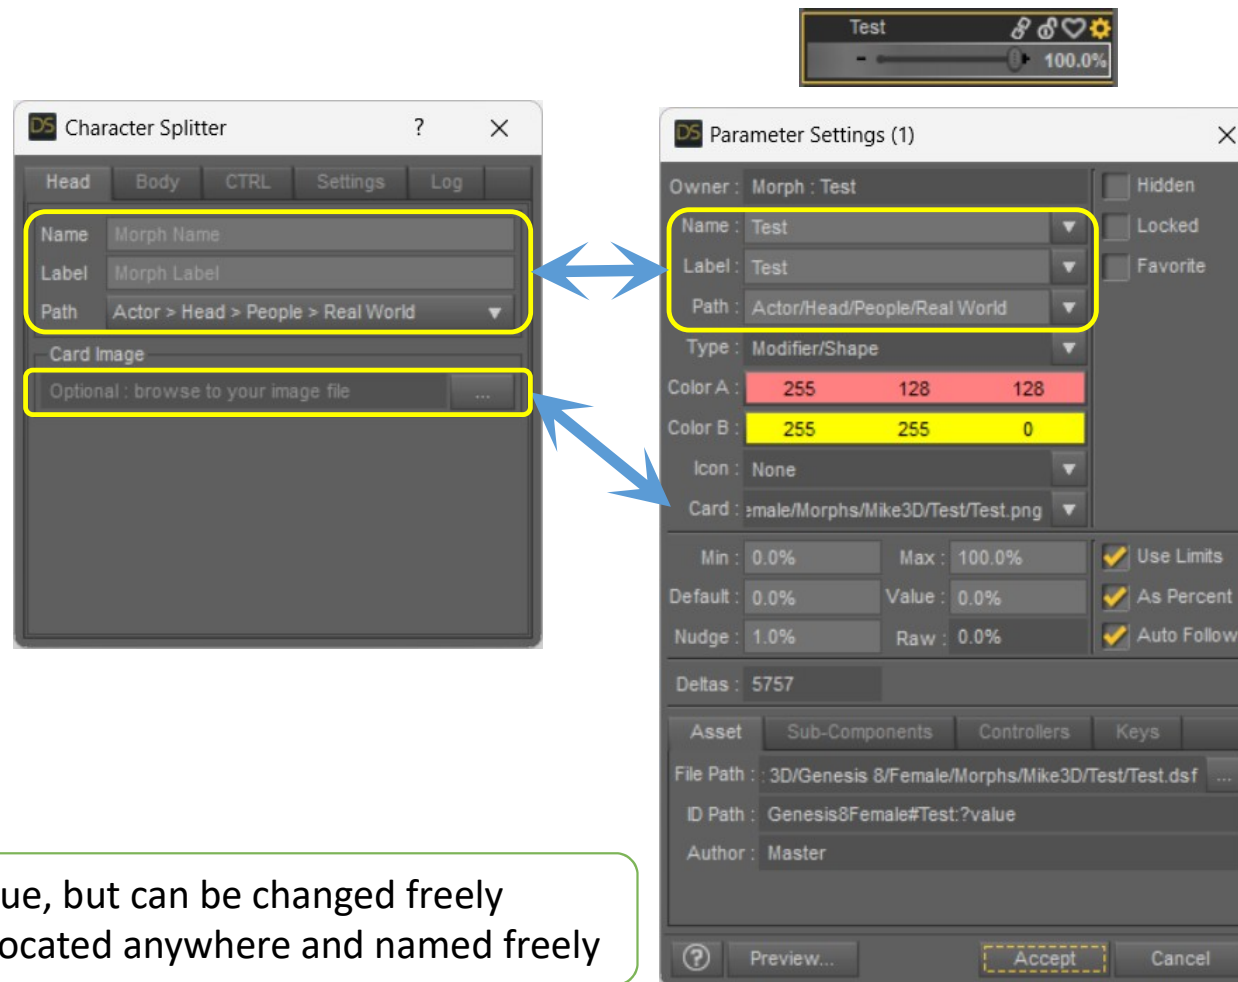 Test
- + 100.0%
DS Character Splitter ? ×
Head Body CTRL Settings Log
Name Morph Name
Label Morph Label
Path Actor > Head > People > Real World
Card Image
Optional : browse to your image file ...
DS Parameter Settings (1) ×
Owner : Morph : Test
Hidden
Name : Test
Locked
Label : Test
Favorite
Path : Actor/Head/People/Real World
Type : Modifier/Shape
Color A : 255 128 128
Color B : 255 255 0
Icon : None
Card : emale/Morphs/Mike3D/Test/Test.png
Min : 0.0% Max : 100.0% Use Limits
Default : 0.0% Value : 0.0% As Percent
Nudge : 1.0% Raw : 0.0% Auto Follow
Deltas : 5757
Asset Sub-Components Controllers Keys
File Path : : 3D/Genesis 8/Female/Morphs/Mike3D/Test/Test.dsf ...
ID Path : Genesis8Female#Test:?value
Author : Master
? Preview... Accept Cancel
ue, but can be changed freely
ocated anywhere and named freely